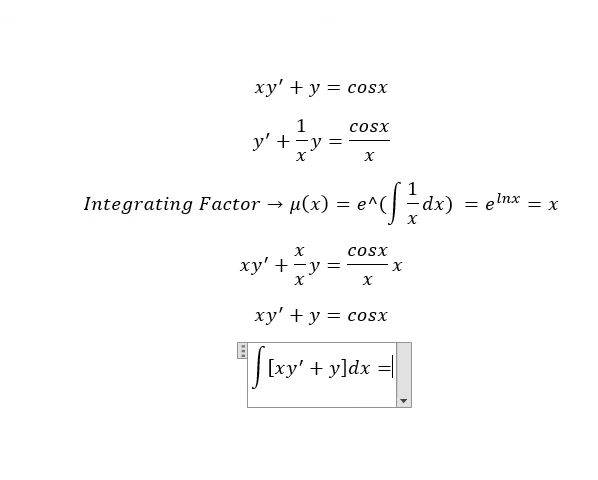 xy′ + y = cosx
y′ + 1/x y = cosx/x
Integrating Factor → μ(x) = e^(∫ 1/x dx) = e^{lnx} = x
xy′ + x/x y = cosx/x x
xy′ + y = cosx
∫[xy′ + y]dx =